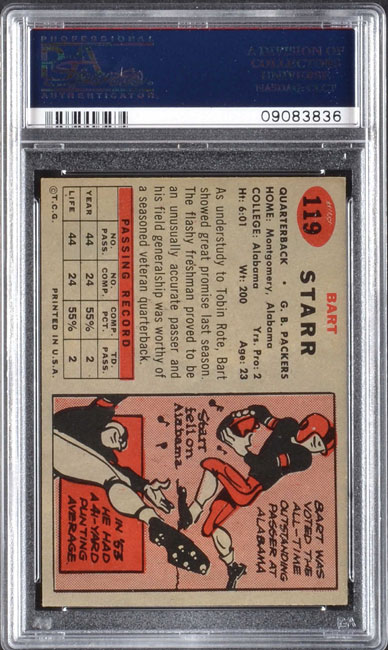 PROFESSIONAL
PSA
AUTHENTICATOR
A DIVISION OF
COLLECTORS
UNIVERSE
NASDAQ: CLCT
09083836
119
BART
STARR
QUARTERBACK • G. B. PACKERS
HOME: Montgomery, Alabama
COLLEGE: Alabama Yrs. Pro: 2
Ht: 6:01 Wt: 200 Age: 23
As understudy to Tobin Rote, Bart
showed great promise last season.
The flashy freshman proved to be
an unusually accurate passer and
his field generalship was worthy of
a seasoned veteran quarterback.
PASSING RECORD
NO. NO. COMP. TD
YEAR PASS. COMP. PCT. PASS.
YEAR 44 24 55% 2
LIFE 44 24 55% 2
©T.C.G. PRINTED IN U.S.A.
BART WAS
VOTED THE
ALL-TIME
OUTSTANDING
PASSER AT
ALABAMA
Starr
fell on
Alabama
IN '53
HE HAD
A 41-YARD
PUNTING
AVERAGE